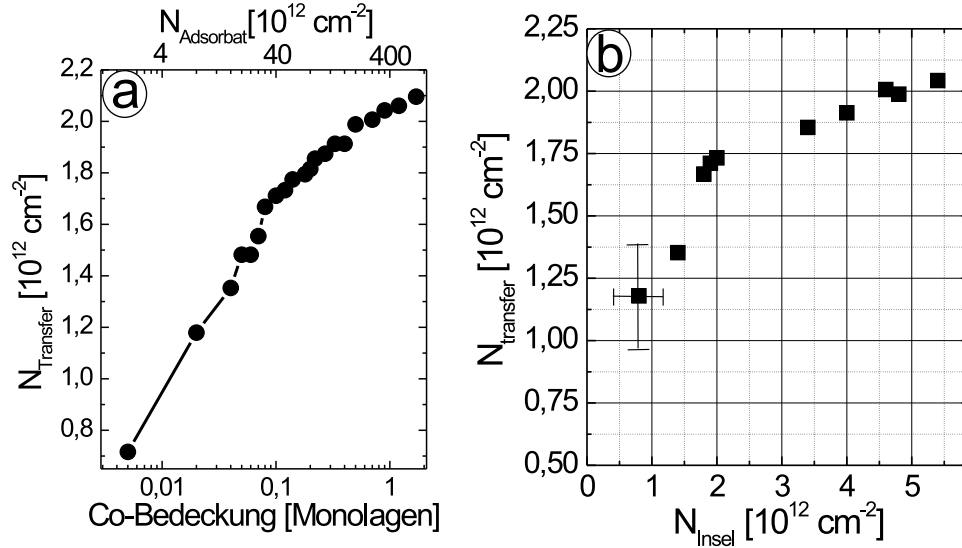 N_Adsorbat [10^12 cm^-2]
4 40 400
a
2,2
2,0
1,8
1,6
1,4
1,2
1,0
0,8
N_Transfer [10^12 cm^-2]
0,01 0,1 1
Co-Bedeckung [Monolagen]
b
2,25
2,00
1,75
1,50
1,25
1,00
0,75
0,50
N_transfer [10^12 cm^-2]
0 1 2 3 4 5
N_Insel [10^12 cm^-2]